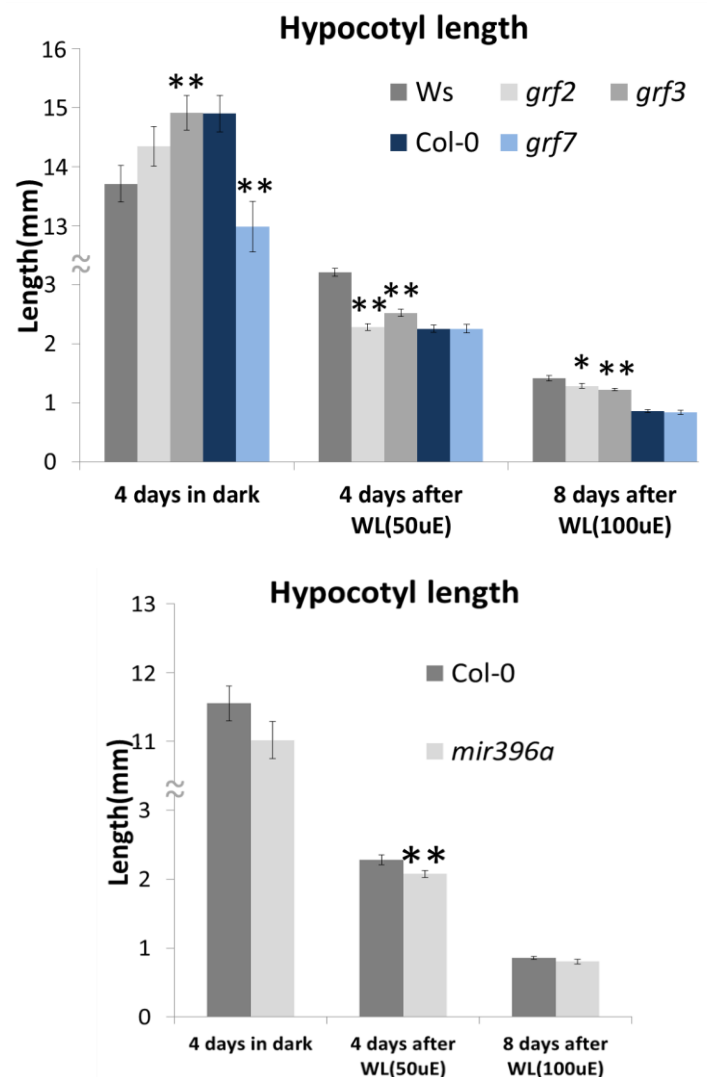 Hypocotyl length
16
15
14
13
3
2
1
0
Length(mm)
Ws grf2 grf3
Col-0 grf7
** **
** **
* **
4 days in dark 4 days after 8 days after
WL(50uE) WL(100uE)
Hypocotyl length
13
12
11
3
2
1
0
Length(mm)
Col-0
mir396a
**
4 days in dark 4 days after 8 days after
WL(50uE) WL(100uE)